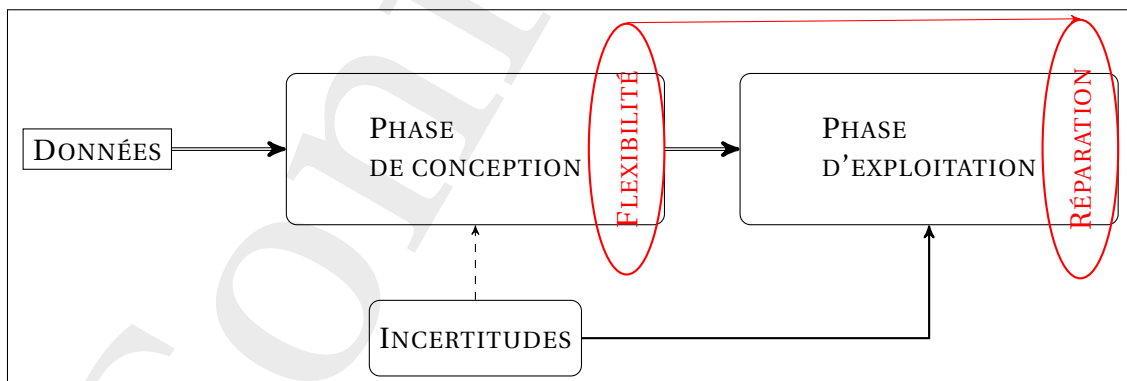 DONNÉES
PHASE
DE CONCEPTION
FLEXIBILITÉ
PHASE
D'EXPLOITATION
RÉPARATION
INCERTITUDES